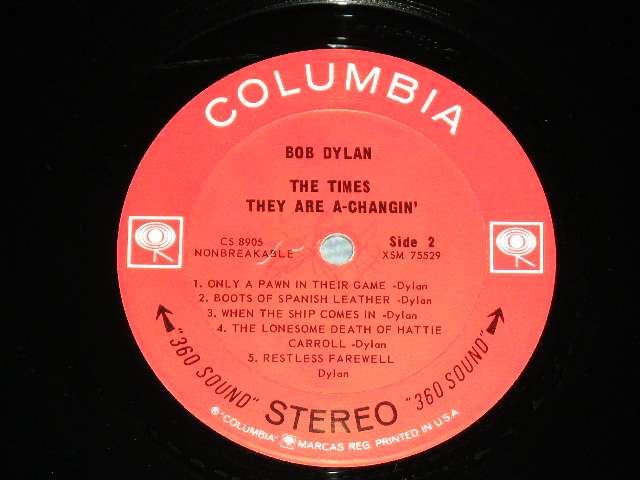 COLUMBIA
BOB DYLAN
THE TIMES
THEY ARE A-CHANGIN'
CS 8905
NONBREAKABLE
Side 2
XSM 75529
1. ONLY A PAWN IN THEIR GAME -Dylan
2. BOOTS OF SPANISH LEATHER -Dylan
3. WHEN THE SHIP COMES IN -Dylan
4. THE LONESOME DEATH OF HATTIE
CARROLL -Dylan
5. RESTLESS FAREWELL
Dylan
"360 SOUND" STEREO "360 SOUND"
® "COLUMBIA" MARCAS REG. PRINTED IN U.S.A.